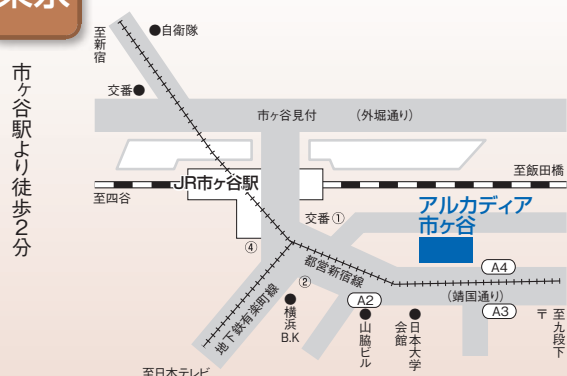 東京
市ヶ谷駅より徒歩2分
至新宿
●自衛隊
交番●
市ヶ谷見付 (外堀通り)
JR市ヶ谷駅
至飯田橋
至四谷
交番①
アルカディア
市ヶ谷
④
都営新宿線
A4
②
A2
(靖国通り)
A3
地下鉄有楽町線
横浜
B.K
山脇ビル
日本大学
会館
〒
至九段下
至日本テレビ